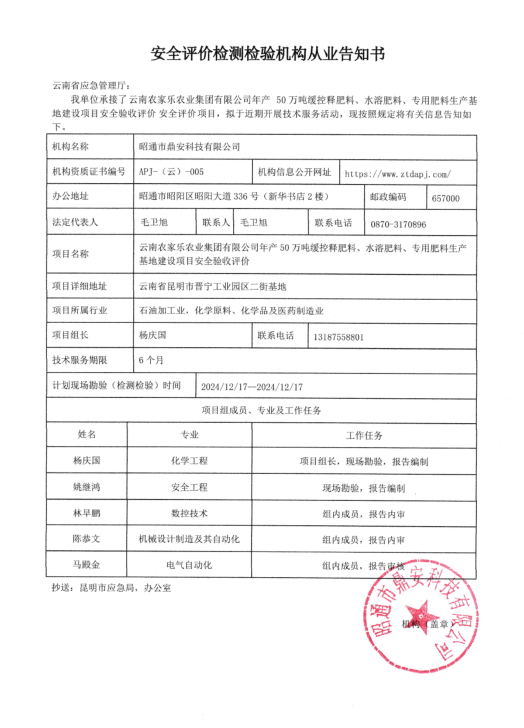 安全评价检测检验机构从业告知书
云南省应急管理厅：
我单位承接了云南农家乐农业集团有限公司年产 50 万吨缓控释肥料、水溶肥料、专用肥料生产基
地建设项目安全验收评价 安全评价项目，拟于近期开展技术服务活动，现按照规定将有关信息告知如
下。
机构名称 昭通市鼎安科技有限公司
机构资质证书编号 APJ-（云）-005 机构信息公开网址 https://www.ztdapj.com/
办公地址 昭通市昭阳区昭阳大道 336 号（新华书店 2 楼） 邮政编码 657000
法定代表人 毛卫旭 联系人 毛卫旭 联系电话 0870-3170896
项目名称 云南农家乐农业集团有限公司年产 50 万吨缓控释肥料、水溶肥料、专用肥料生产
基地建设项目安全验收评价
项目详细地址 云南省昆明市晋宁工业园区二街基地
项目所属行业 石油加工业，化学原料、化学品及医药制造业
项目组长 杨庆国 联系电话 13187558801
技术服务期限 6 个月
计划现场勘验（检测检验）时间 2024/12/17—2024/12/17
项目组成员、专业及工作任务
姓名 专业 工作任务
杨庆国 化学工程 项目组长，现场勘验，报告编制
姚继鸿 安全工程 现场勘验，报告编制
林早鹏 数控技术 组内成员，报告内审
陈恭文 机械设计制造及其自动化 组内成员，报告内审
马殿金 电气自动化 组内成员，报告审核
抄送：昆明市应急局，办公室
昭通市鼎安科技有限公司
机构（盖章）